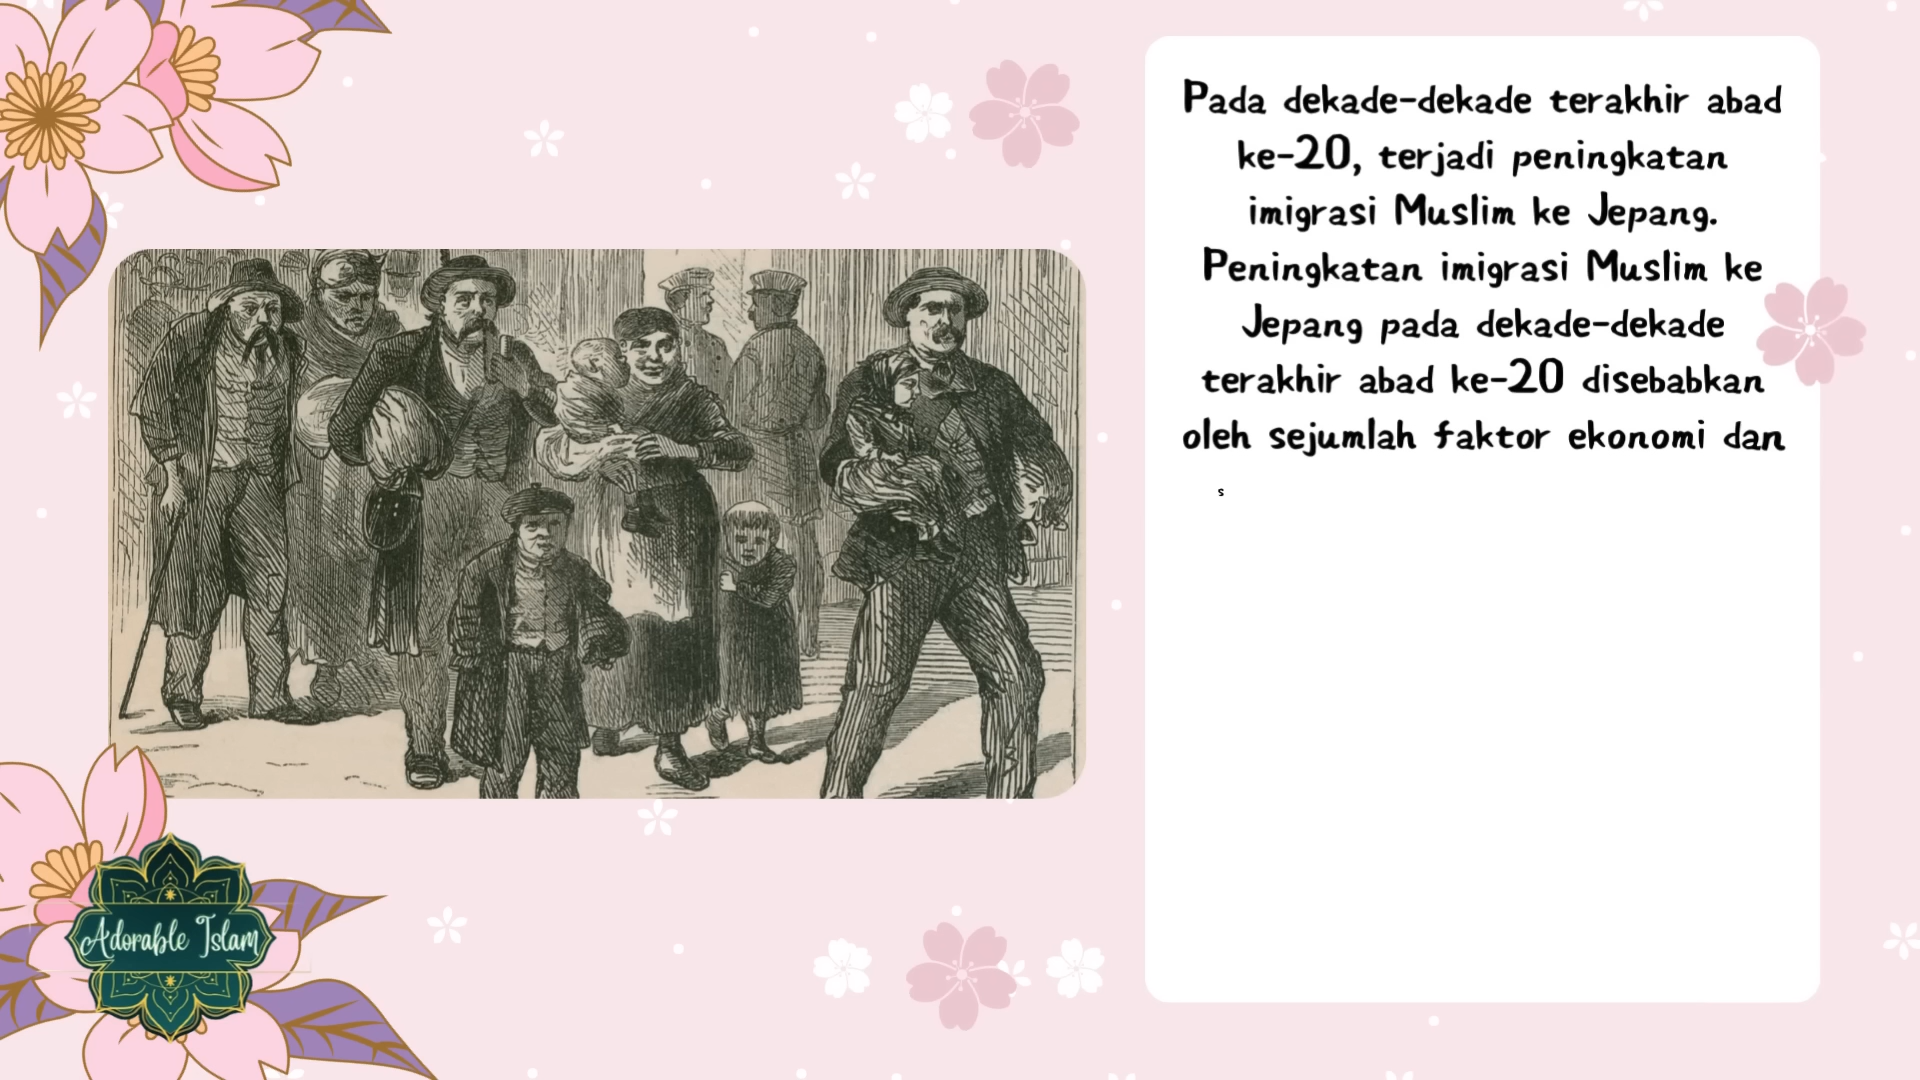 Pada dekade-dekade terakhir abad
ke-20, terjadi peningkatan
imigrasi Muslim ke Jepang.
Peningkatan imigrasi Muslim ke
Jepang pada dekade-dekade
terakhir abad ke-20 disebabkan
oleh sejumlah faktor ekonomi dan
s
Adorable Islam